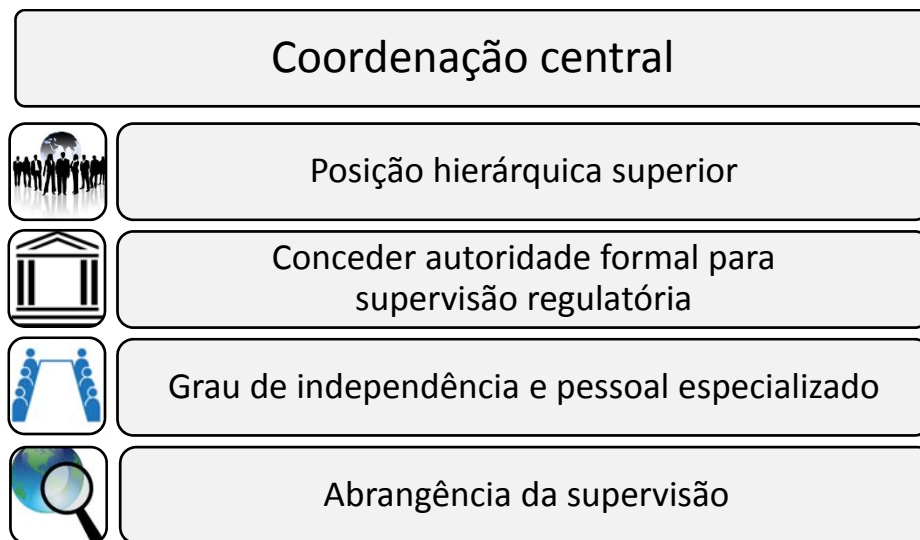 Coordenação central
Posição hierárquica superior
Conceder autoridade formal para
supervisão regulatória
Grau de independência e pessoal especializado
Abrangência da supervisão